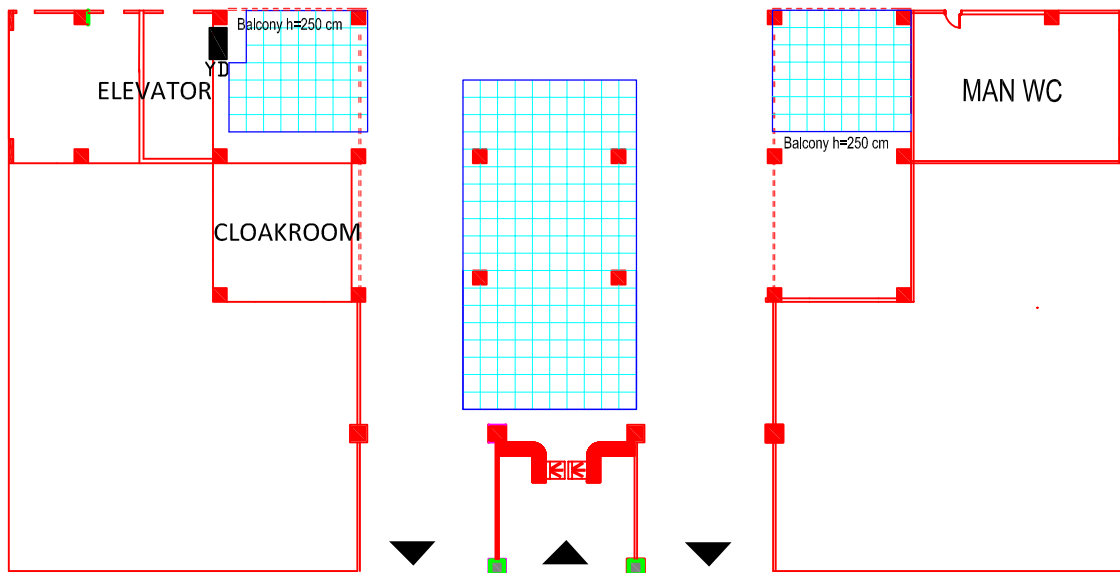 Balcony h=250 cm
YD
ELEVATOR
MAN WC
Balcony h=250 cm
CLOAKROOM